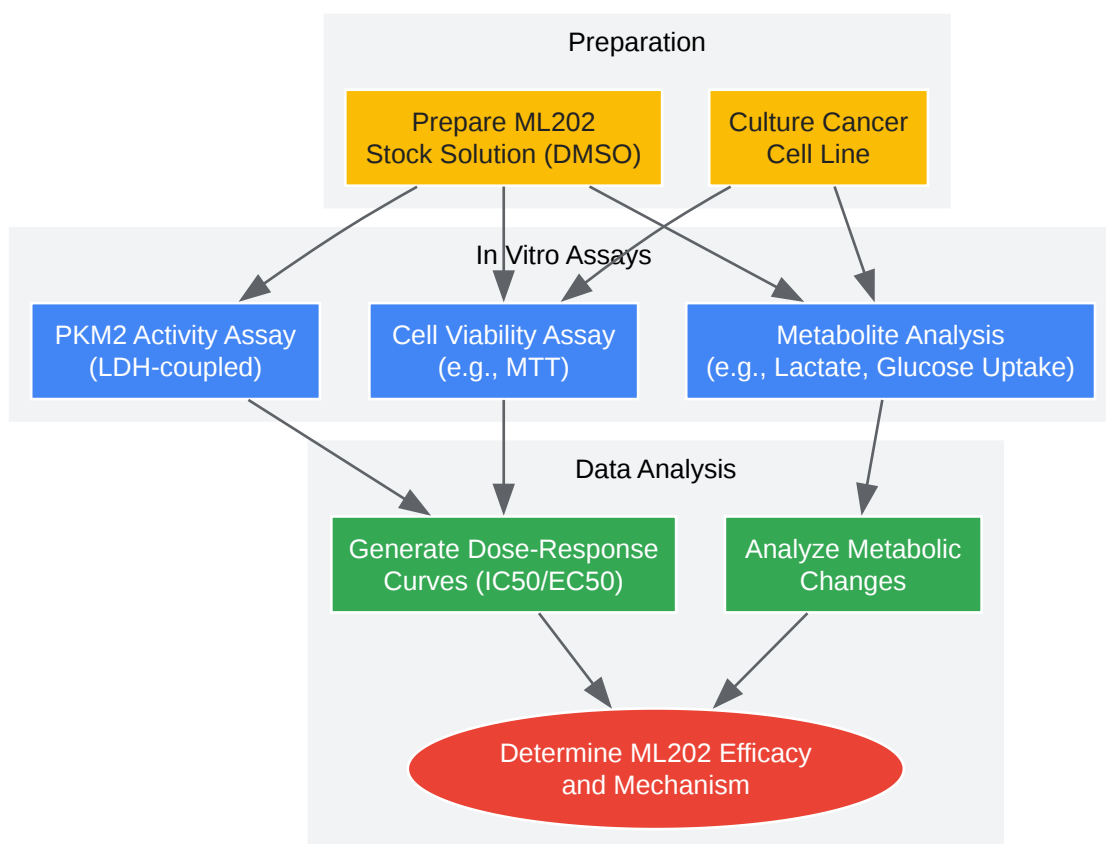 Preparation
Prepare ML202
Stock Solution (DMSO)
Culture Cancer
Cell Line
In Vitro Assays
PKM2 Activity Assay
(LDH-coupled)
Cell Viability Assay
(e.g., MTT)
Metabolite Analysis
(e.g., Lactate, Glucose Uptake)
Data Analysis
Generate Dose-Response
Curves (IC50/EC50)
Analyze Metabolic
Changes
Determine ML202 Efficacy
and Mechanism